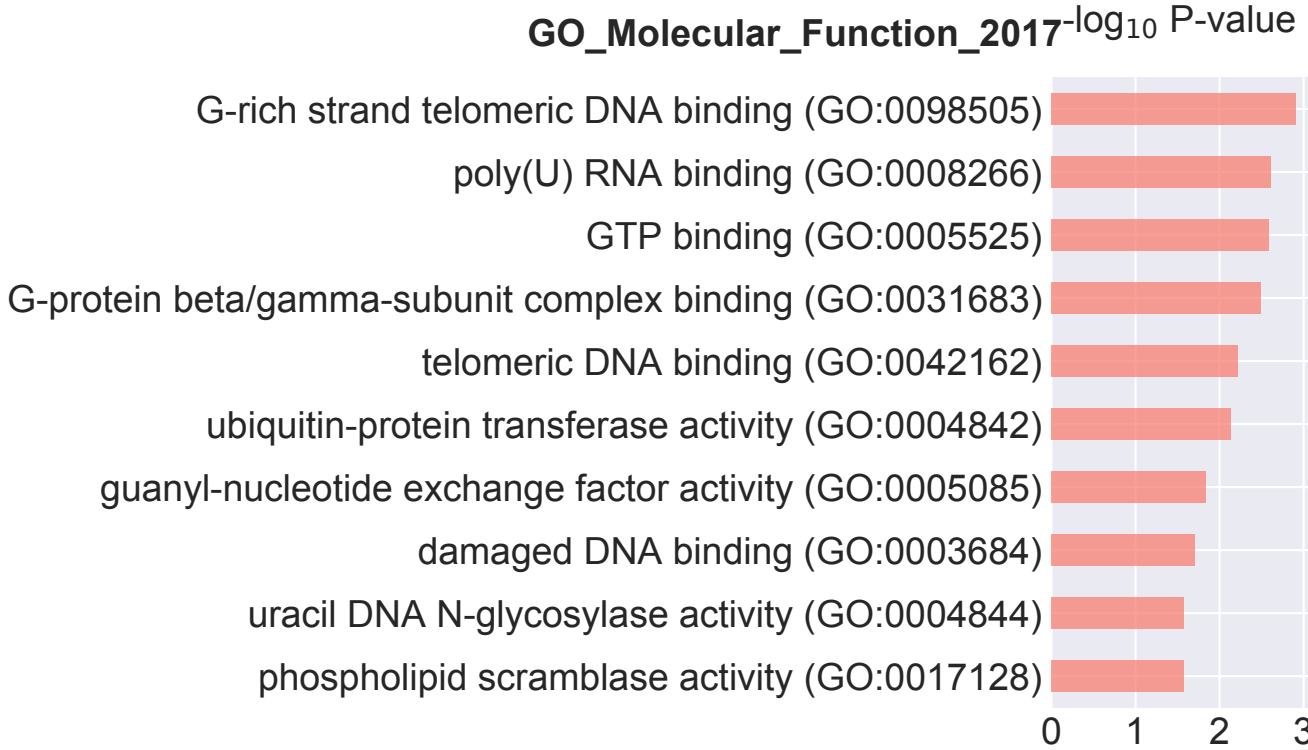 GO_Molecular_Function_2017
-log10 P-value
G-rich strand telomeric DNA binding (GO:0098505)
poly(U) RNA binding (GO:0008266)
GTP binding (GO:0005525)
G-protein beta/gamma-subunit complex binding (GO:0031683)
telomeric DNA binding (GO:0042162)
ubiquitin-protein transferase activity (GO:0004842)
guanyl-nucleotide exchange factor activity (GO:0005085)
damaged DNA binding (GO:0003684)
uracil DNA N-glycosylase activity (GO:0004844)
phospholipid scramblase activity (GO:0017128)
0 1 2 3